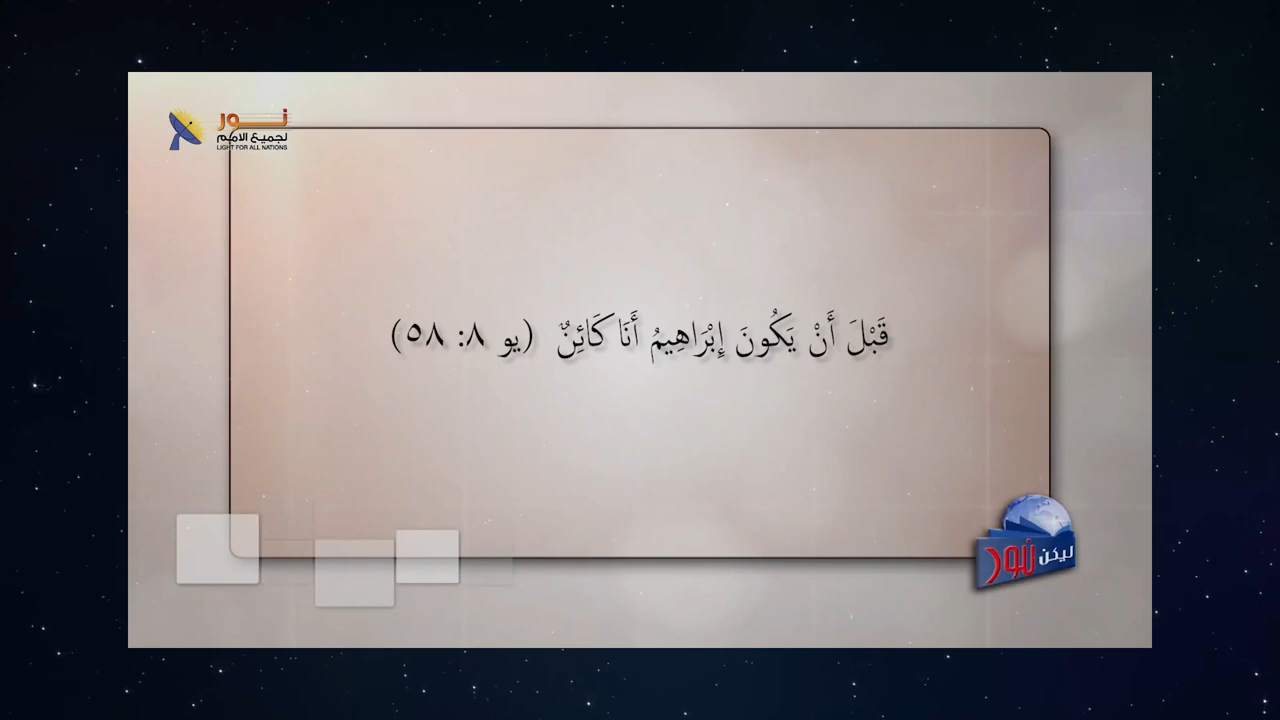 نور
لجميع الامم
LIGHT FOR ALL NATIONS
قَبْلَ أَنْ يَكُونَ إِبْرَاهِيمُ أَنَا كَائِنٌ (يو ٨: ٥٨)
ليكن نور